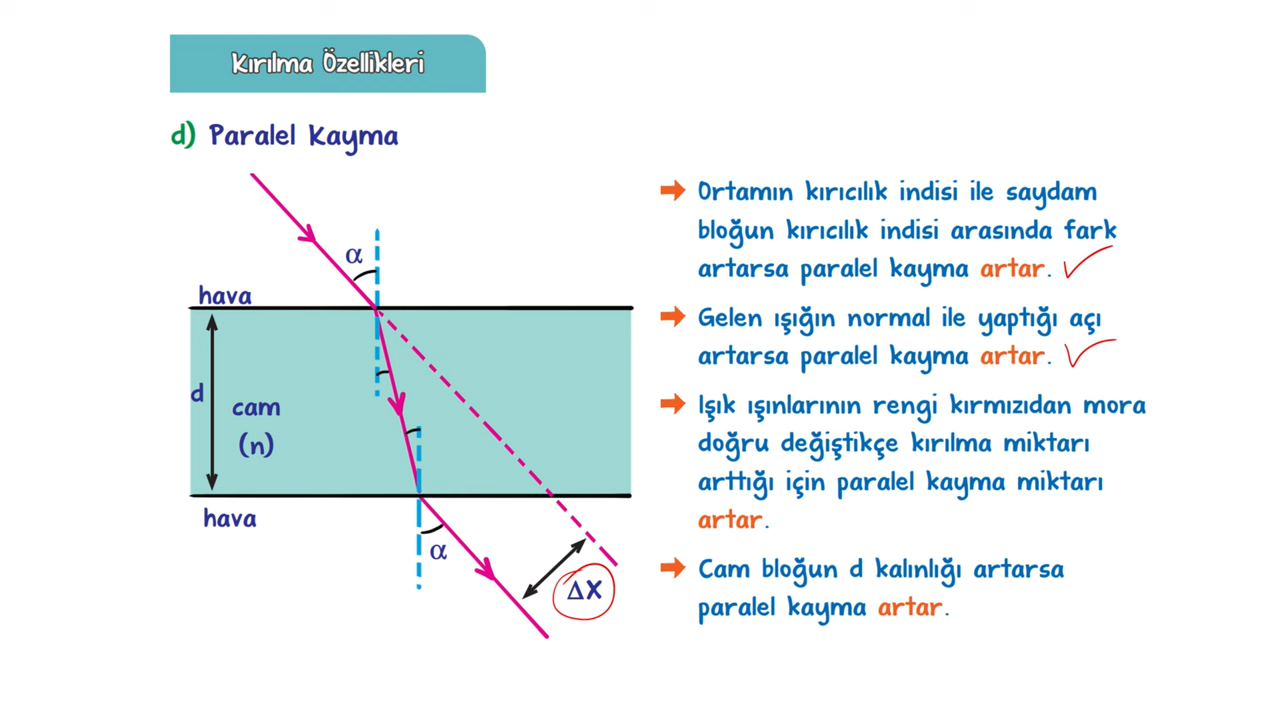 Kırılma Özellikleri
d) Paralel Kayma
α
hava
d
cam
(n)
hava
α
ΔX
Ortamın kırıcılık indisi ile saydam
bloğun kırıcılık indisi arasında fark
artarsa paralel kayma artar.
Gelen ışığın normal ile yaptığı açı
artarsa paralel kayma artar.
Işık ışınlarının rengi kırmızıdan mora
doğru değiştikçe kırılma miktarı
arttığı için paralel kayma miktarı
artar.
Cam bloğun d kalınlığı artarsa
paralel kayma artar.